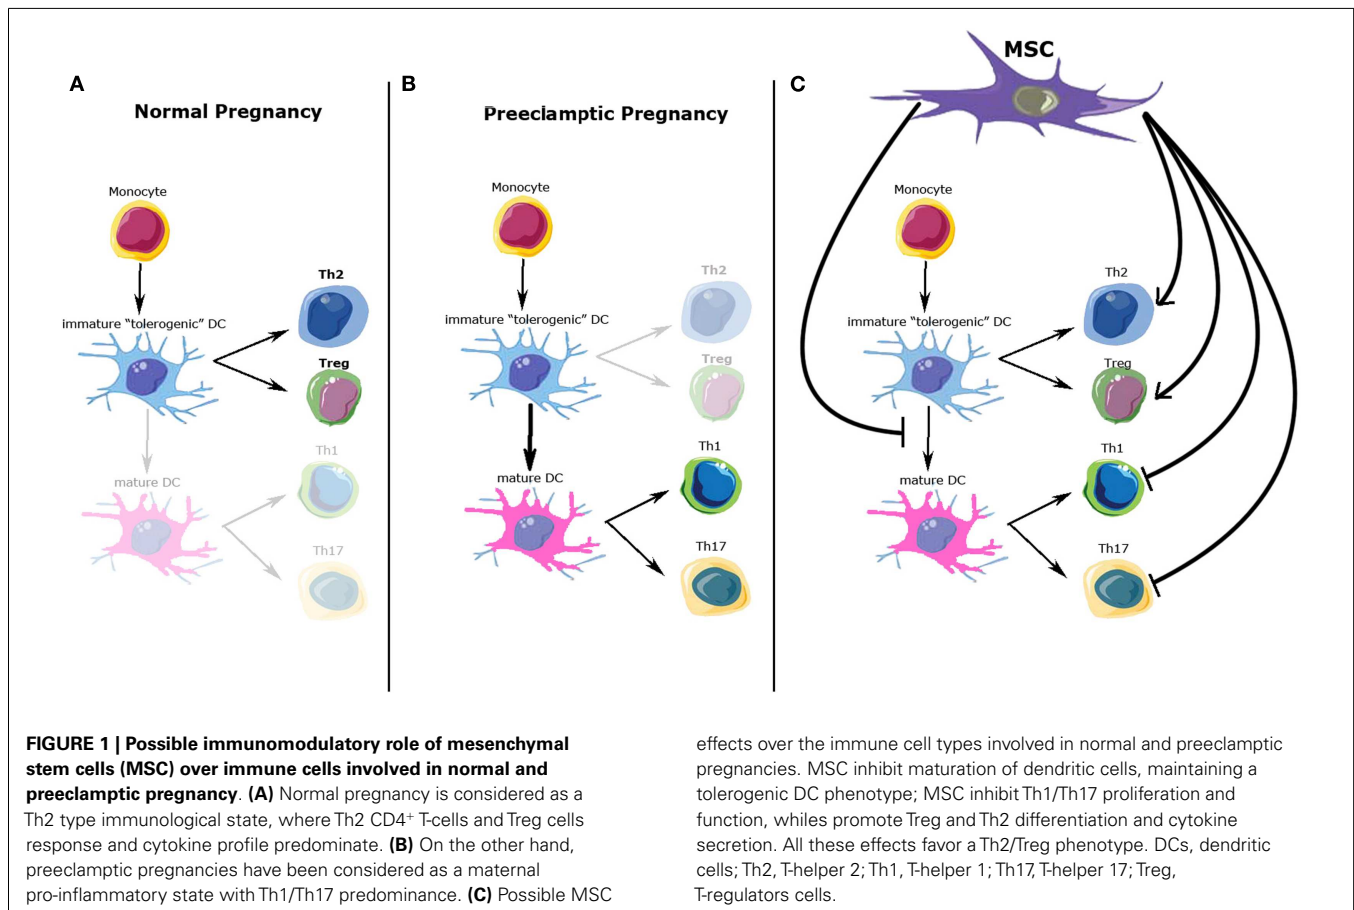 A
Normal Pregnancy
Monocyte
Th2
immature “tolerogenic” DC
Treg
Th1
mature DC
Th17
B
Preeclamptic Pregnancy
Monocyte
Th2
immature “tolerogenic” DC
Treg
Th1
mature DC
Th17
C
MSC
Monocyte
Th2
immature “tolerogenic” DC
Treg
Th1
mature DC
Th17
FIGURE 1 | Possible immunomodulatory role of mesenchymal
stem cells (MSC) over immune cells involved in normal and
preeclamptic pregnancy. (A) Normal pregnancy is considered as a
Th2 type immunological state, where Th2 CD4⁺ T-cells and Treg cells
response and cytokine profile predominate. (B) On the other hand,
preeclamptic pregnancies have been considered as a maternal
pro-inflammatory state with Th1/Th17 predominance. (C) Possible MSC
effects over the immune cell types involved in normal and preeclamptic
pregnancies. MSC inhibit maturation of dendritic cells, maintaining a
tolerogenic DC phenotype; MSC inhibit Th1/Th17 proliferation and
function, whiles promote Treg and Th2 differentiation and cytokine
secretion. All these effects favor a Th2/Treg phenotype. DCs, dendritic
cells; Th2, T-helper 2; Th1, T-helper 1; Th17, T-helper 17; Treg,
T-regulators cells.